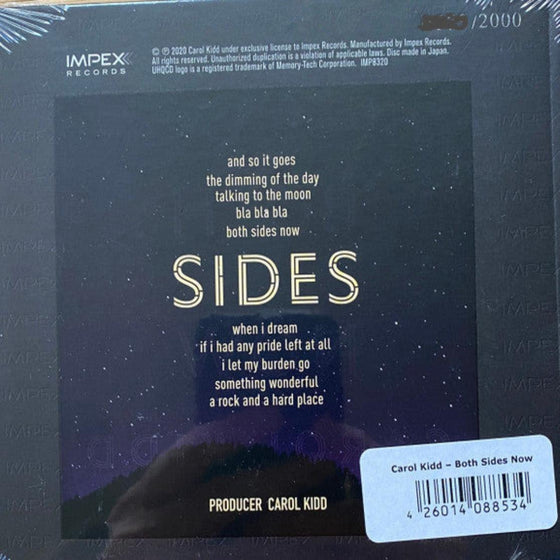 /2000
IMPEX
RECORDS
© ℗ 2020 Carol Kidd under exclusive license to Impex Records. Manufactured by Impex Records.
All rights reserved. Unauthorized duplication is a violation of applicable laws. Disc made in Japan.
UHQCD logo is a registered trademark of Memory-Tech Corporation. IMP8320
and so it goes
the dimming of the day
talking to the moon
bla bla bla
both sides now
SIDES
when i dream
if i had any pride left at all
i let my burden go
something wonderful
a rock and a hard place
PRODUCER CAROL KIDD
Carol Kidd – Both Sides Now
4 26014 088534